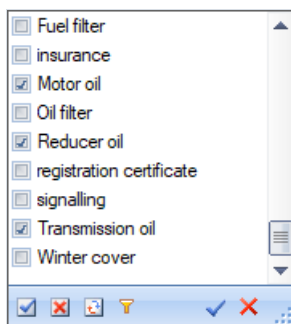 Fuel filter
insurance
Motor oil
Oil filter
Reducer oil
registration certificate
signalling
Transmission oil
Winter cover